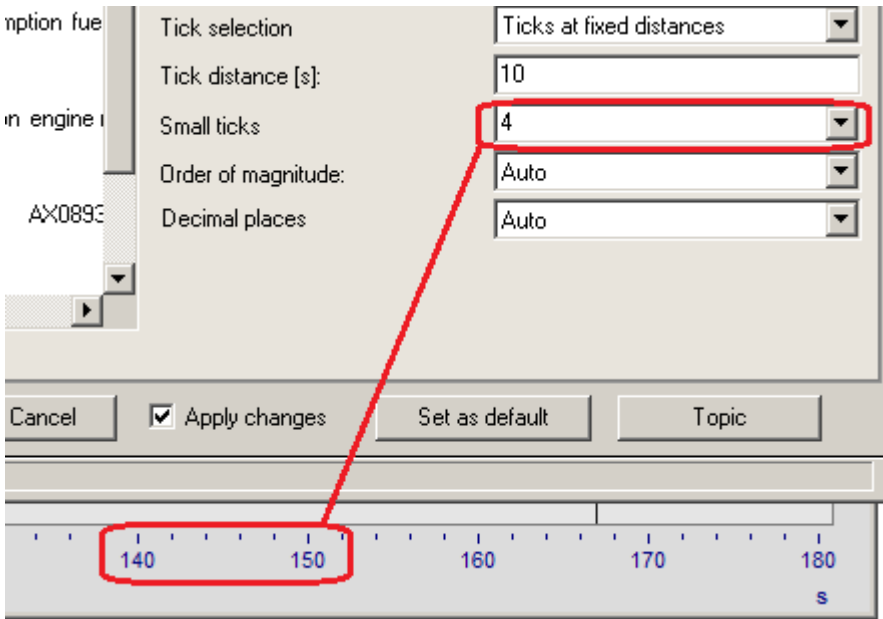 mption fue
Tick selection
Ticks at fixed distances
Tick distance [s]:
10
on engine r
Small ticks
4
Order of magnitude:
Auto
AX0893
Decimal places
Auto
Cancel
Apply changes
Set as default
Topic
140 150 160 170 180
s